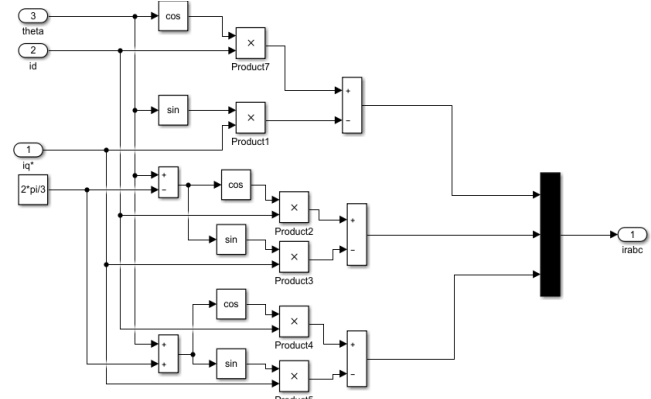 3
theta
cos
×
Product7
2
id
+
−
sin
×
Product1
1
iq*
2*pi/3
+
−
cos
×
Product2
+
−
sin
×
Product3
1
irabc
cos
×
Product4
+
+
+
−
sin
×
Product5